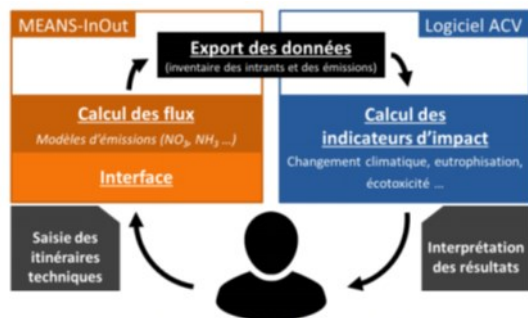 MEANS-InOut
Logiciel ACV
Export des données
(inventaire des intrants et des émissions)
Calcul des flux
Modèles d'émissions (NO₃, NH₃ ...)
Interface
Calcul des
indicateurs d'impact
Changement climatique, eutrophisation,
écotoxicité ...
Saisie des
itinéraires
techniques
Interprétation
des résultats